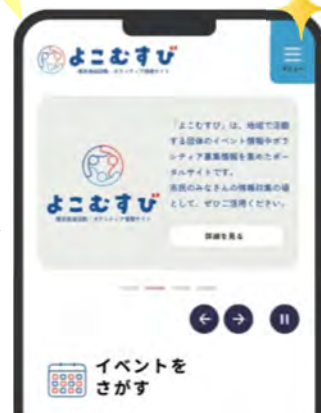 よこむすび
メニュー
「よこむすび」は、地域で活動
する団体のイベント情報やボラ
ンティア募集情報を集めたポー
タルサイトです。
市民のみなさんの情報収集の場
として、ぜひご活用ください。
よこむすび
詳細を見る
イベントを
さがす